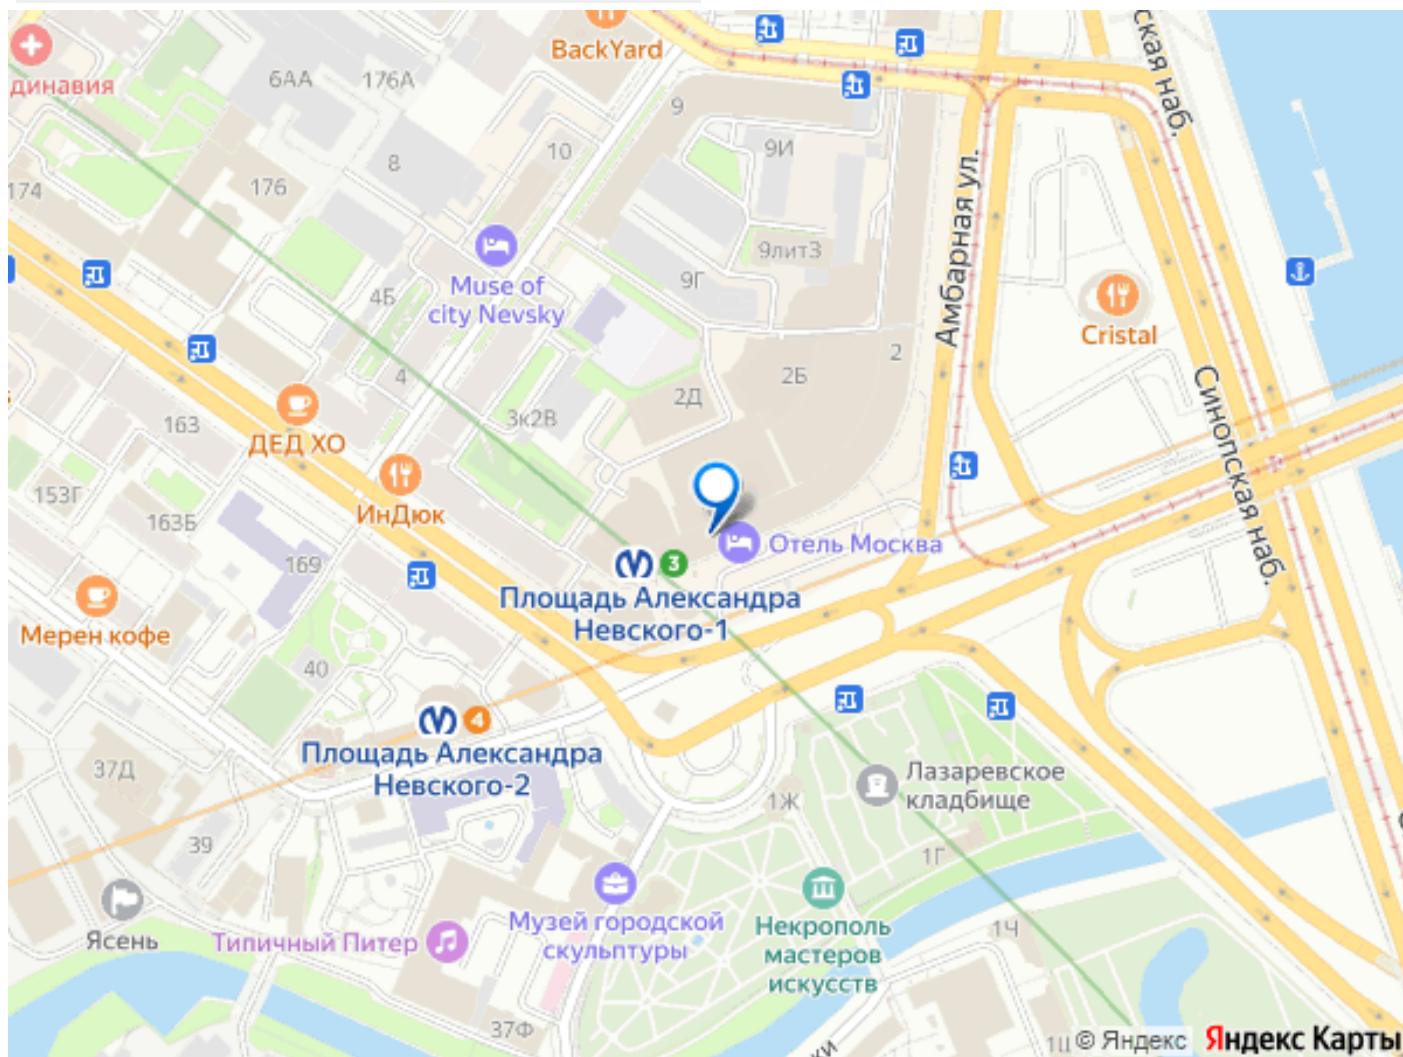 BackYard
ская наб.
динавия
6АА
176А
9
9И
8
10
174
176
Амбарная ул.
9литЗ
9Г
Muse of
city Nevsky
4Б
Cristal
2
4
2Б
2Д
3к2В
163
ДЕД ХО
Синопская наб.
153Г
163Б
ИнДюк
Отель Москва
169
3
Площадь Александра
Невского-1
Мерен кофе
40
4
Площадь Александра
Невского-2
37Д
Лазаревское
кладбище
1Ж
39
1Г
Ясень
Типичный Питер
Музей городской
скульптуры
Некрополь
мастеров
искусств
1Ч
37Ф
1Ц
© Яндекс
Яндекс Карты